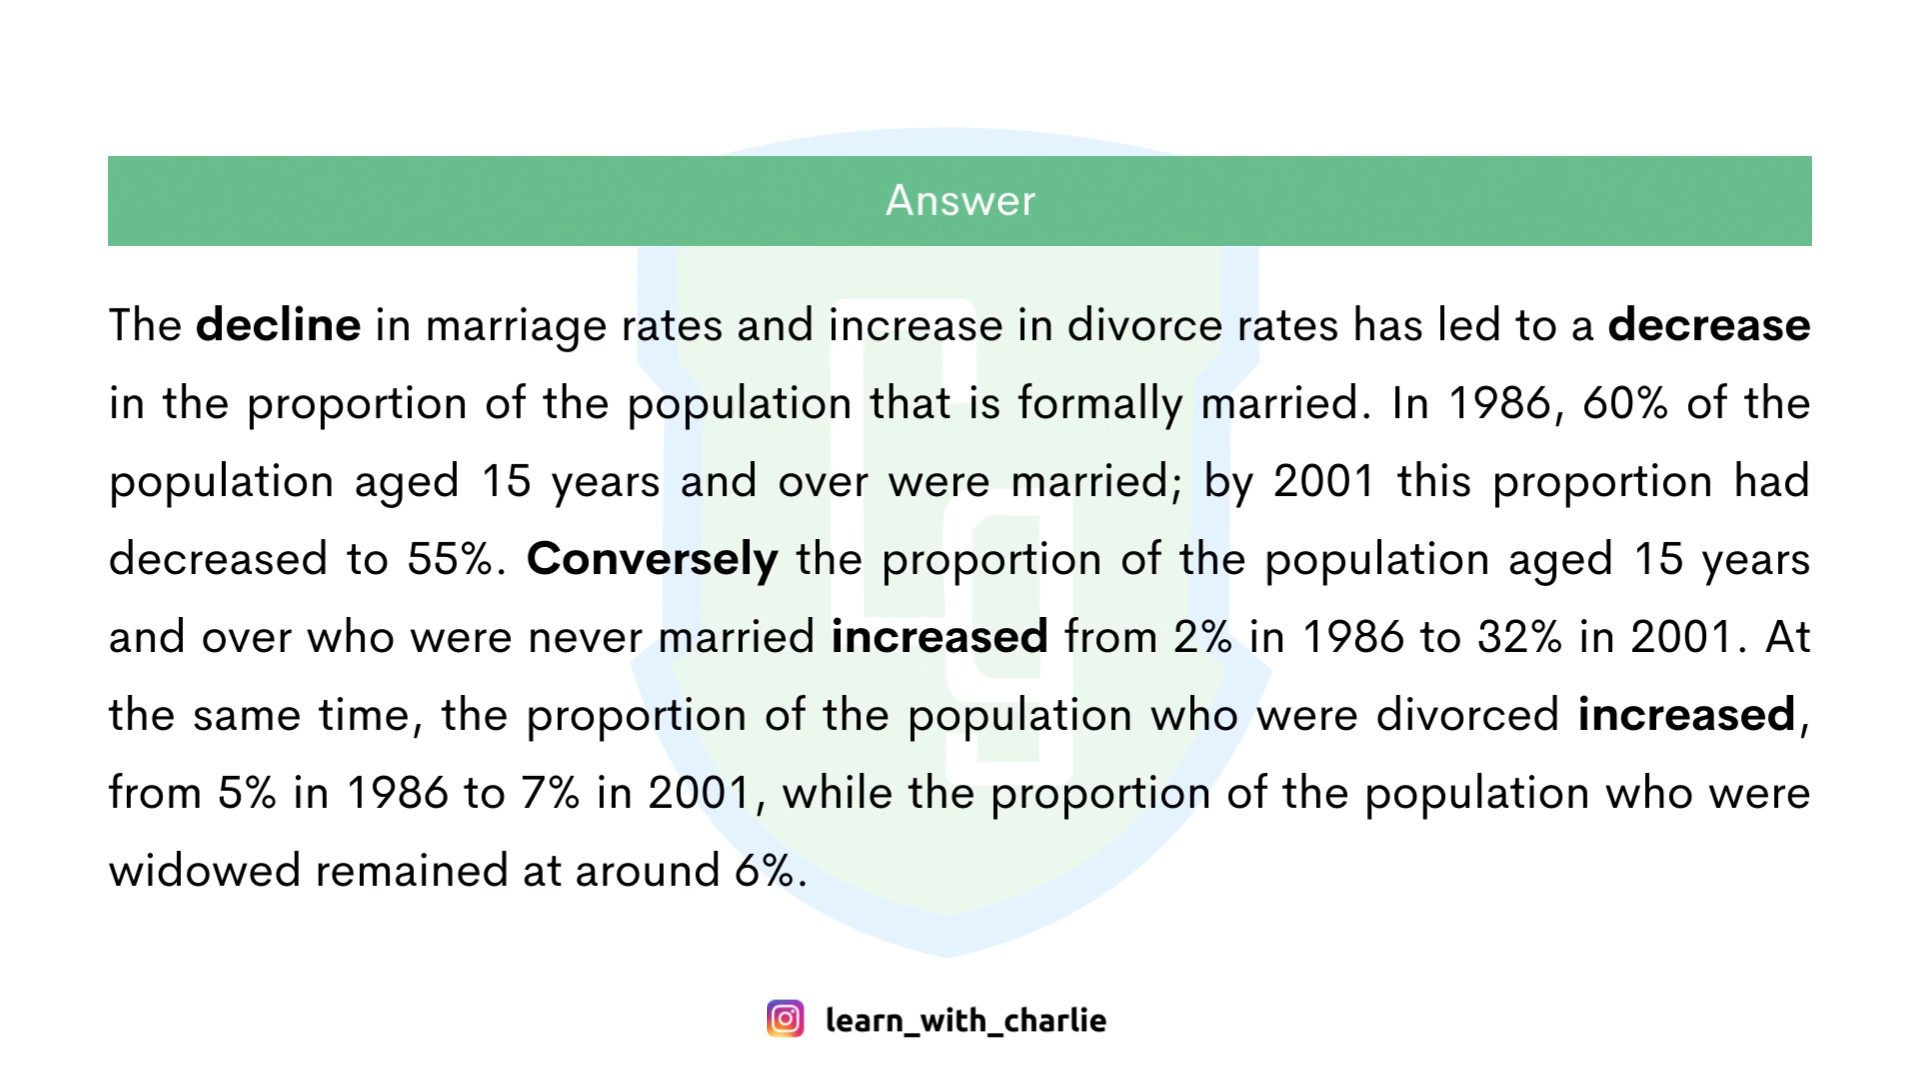 Answer
The decline in marriage rates and increase in divorce rates has led to a decrease
in the proportion of the population that is formally married. In 1986, 60% of the
population aged 15 years and over were married; by 2001 this proportion had
decreased to 55%. Conversely the proportion of the population aged 15 years
and over who were never married increased from 2% in 1986 to 32% in 2001. At
the same time, the proportion of the population who were divorced increased,
from 5% in 1986 to 7% in 2001, while the proportion of the population who were
widowed remained at around 6%.
learn_with_charlie